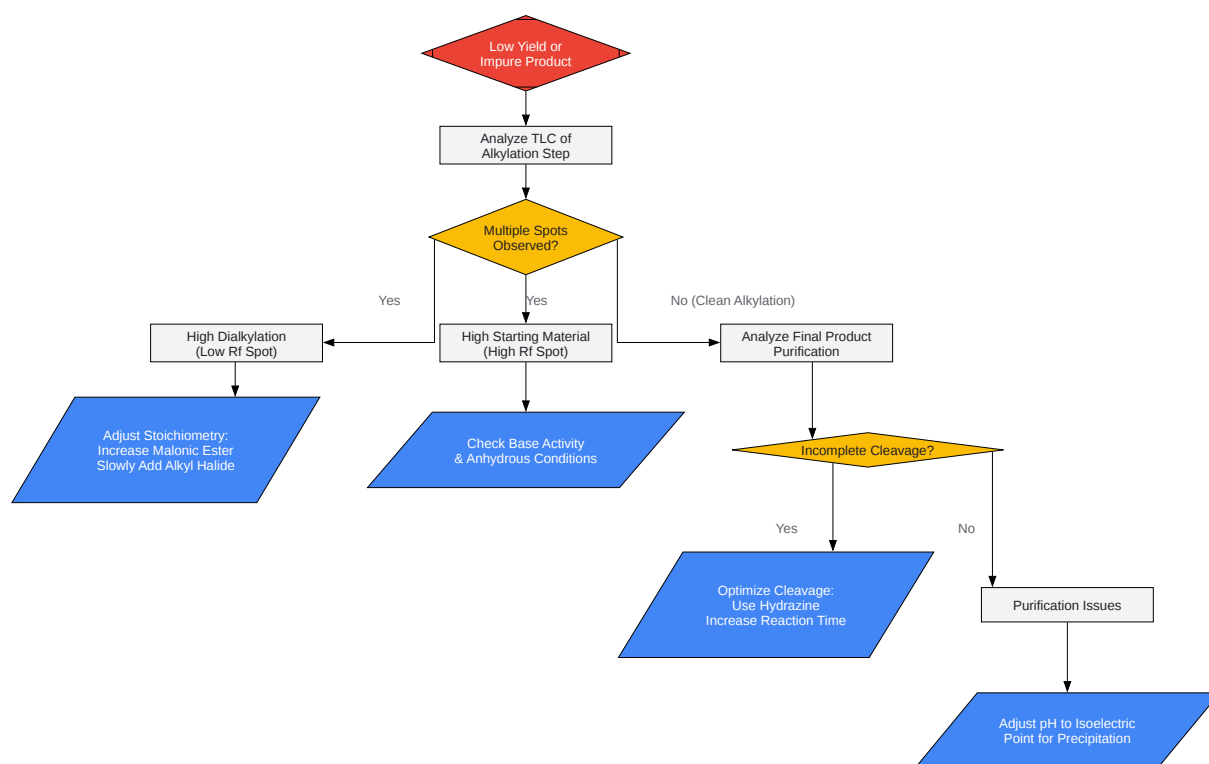 Low Yield or
Impure Product
Analyze TLC of
Alkylation Step
Multiple Spots
Observed?
Yes
Yes
No (Clean Alkylation)
High Dialkylation
(Low Rf Spot)
High Starting Material
(High Rf Spot)
Analyze Final Product
Purification
Adjust Stoichiometry:
Increase Malonic Ester
Slowly Add Alkyl Halide
Check Base Activity
& Anhydrous Conditions
Incomplete Cleavage?
Yes
No
Optimize Cleavage:
Use Hydrazine
Increase Reaction Time
Purification Issues
Adjust pH to Isoelectric
Point for Precipitation